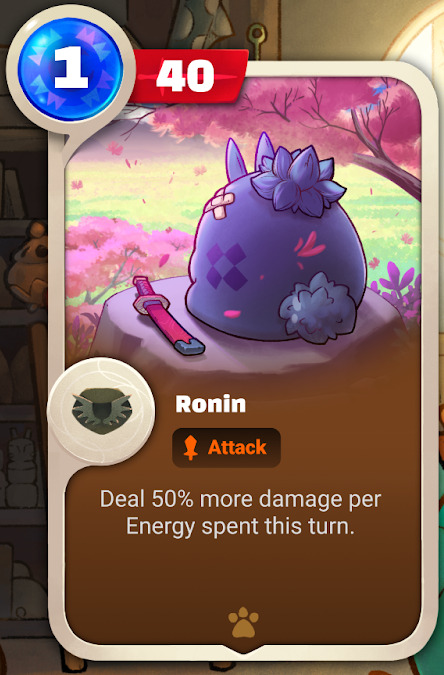 1
40
Ronin
Attack
Deal 50% more damage per
Energy spent this turn.